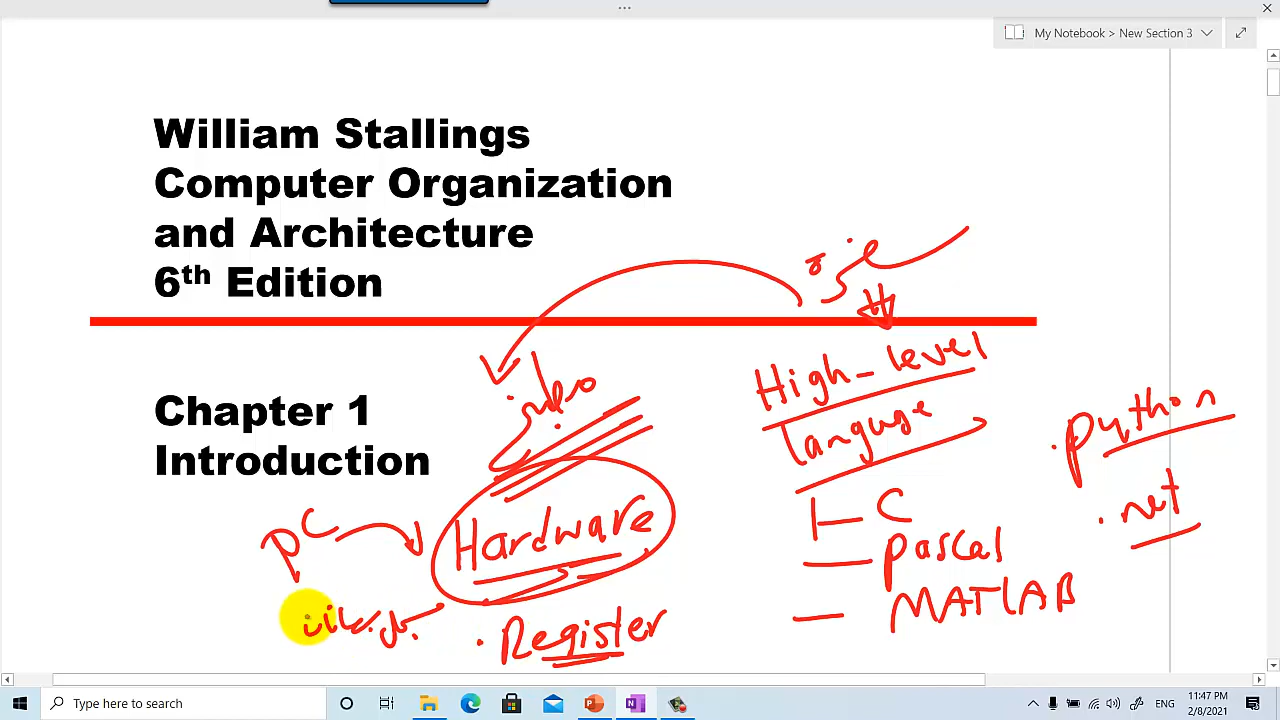 My Notebook > New Section 3
William Stallings
Computer Organization
and Architecture
6th Edition
Chapter 1
Introduction
High-level
languge
C
pascal
MATLAB
.python
.net
PC
Hardware
. Register
Type here to search
ENG
11:47 PM
2/8/2021